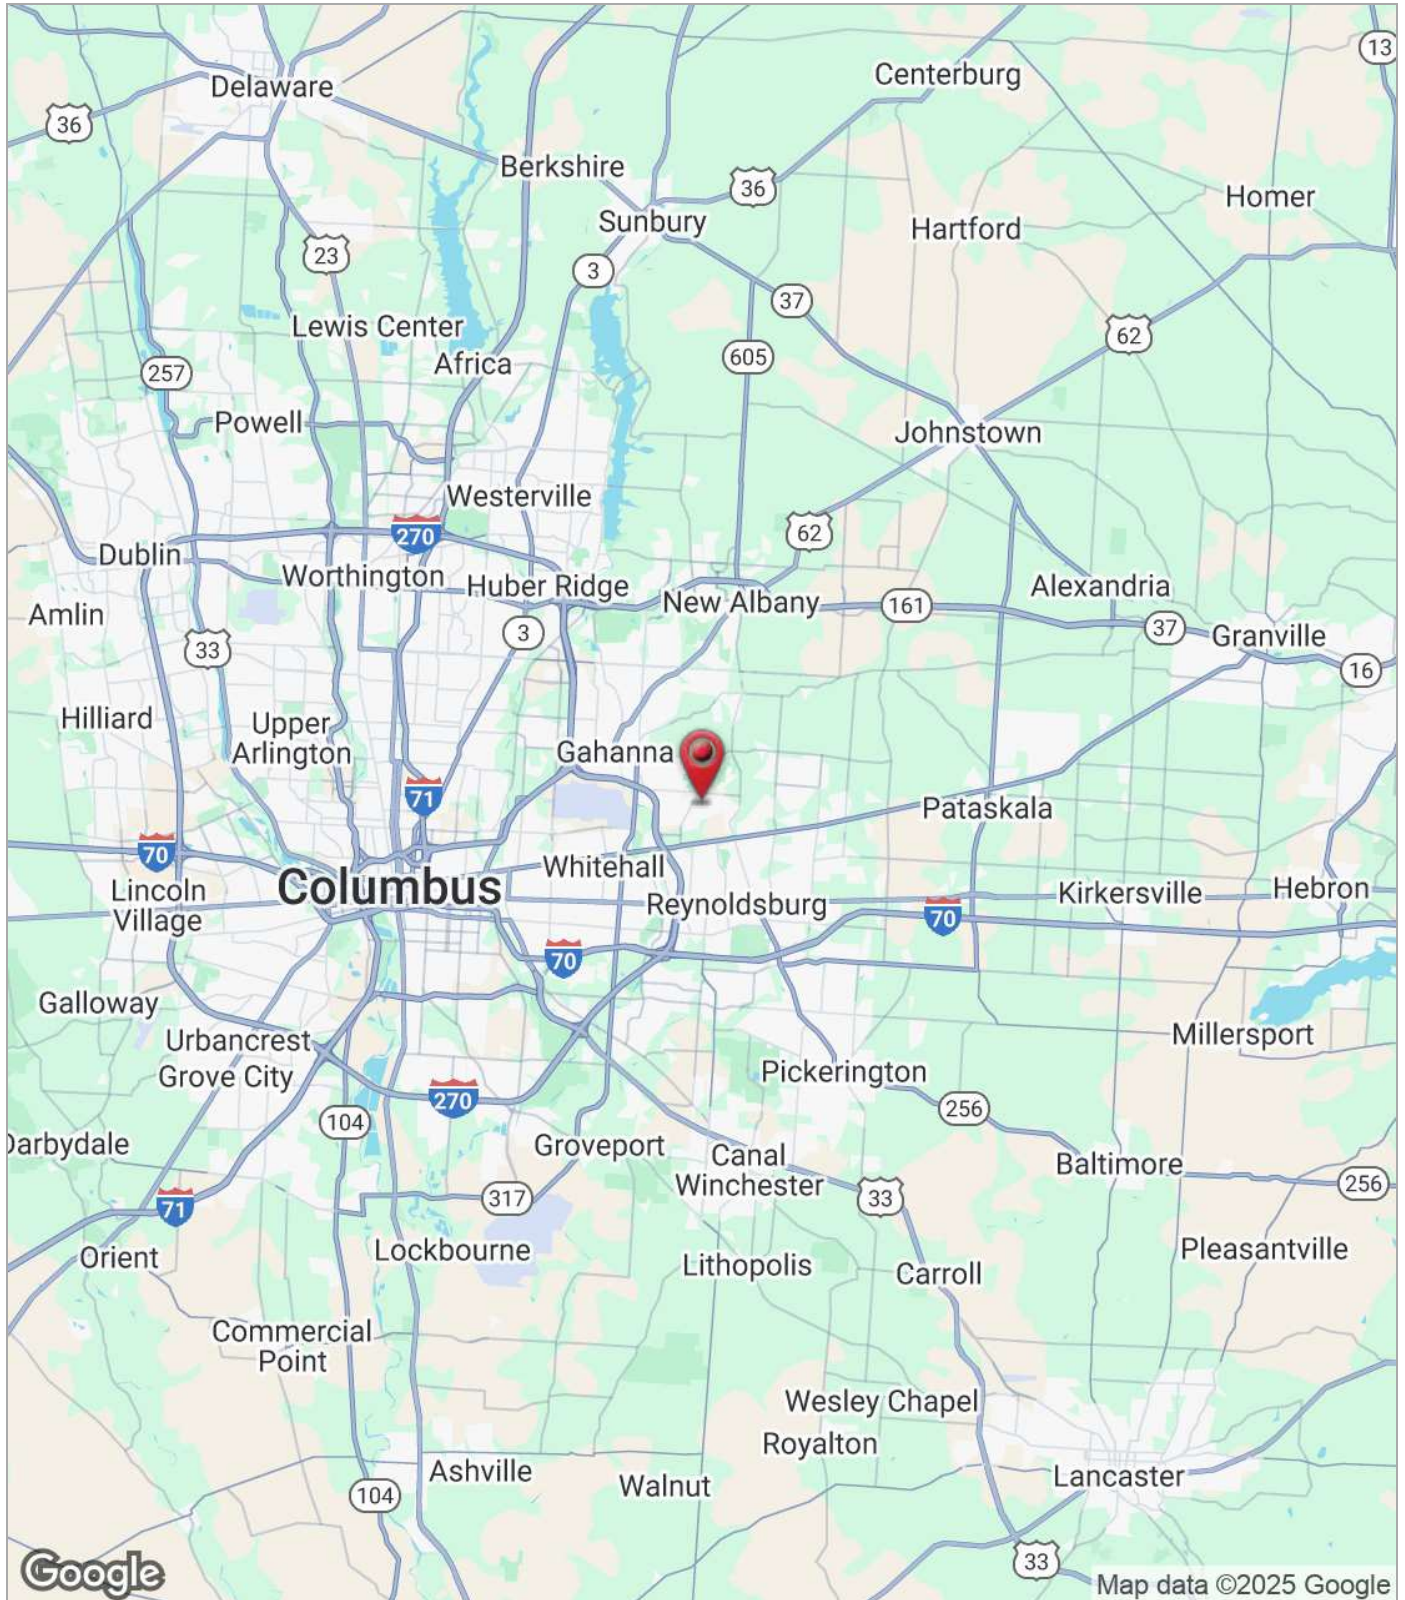 13
Centerburg
Delaware
36
Berkshire
36
Homer
Sunbury
Hartford
23
3
37
Lewis Center
62
605
Africa
257
Powell
Johnstown
Westerville
62
270
Dublin
Worthington
Huber Ridge
Alexandria
New Albany
161
Amlin
3
37
Granville
33
16
Hilliard
Upper
Arlington
Gahanna
71
Pataskala
70
Whitehall
Columbus
Lincoln
Village
Kirkersville
Hebron
Reynoldsburg
70
70
Galloway
Millersport
Urbancrest
Grove City
Pickerington
270
256
104
Darbydale
Groveport
Canal
Winchester
Baltimore
256
317
33
71
Orient
Lockbourne
Lithopolis
Carroll
Pleasantville
Commercial
Point
Wesley Chapel
Royalton
Ashville
Walnut
Lancaster
104
33
Google
Map data ©2025 Google